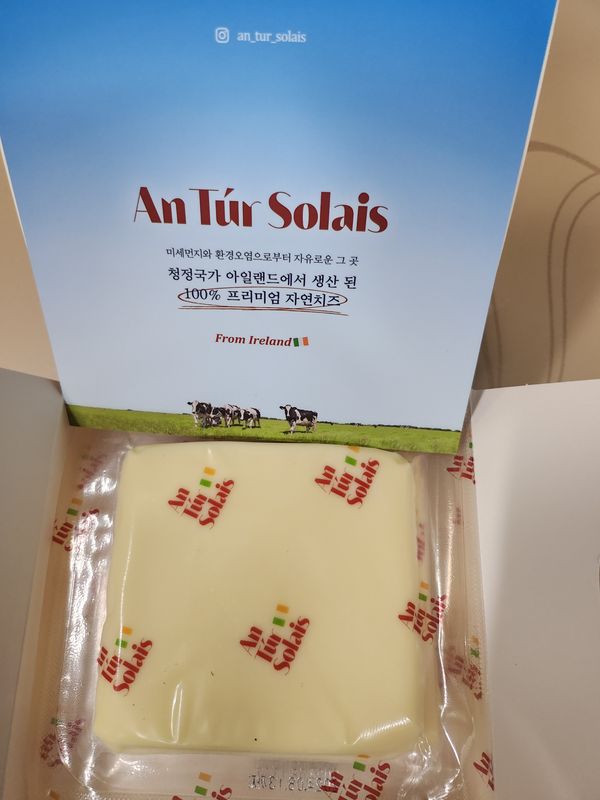 an_tur_solais
An Túr Solais
미세먼지와 환경오염으로부터 자유로운 그 곳
청정국가 아일랜드에서 생산 된
100% 프리미엄 자연치즈
From Ireland
An
Túr
Solais
An
Túr
Solais
An
Túr
Solais
An
Túr
Solais
An
Túr
Solais
An
Túr
Solais